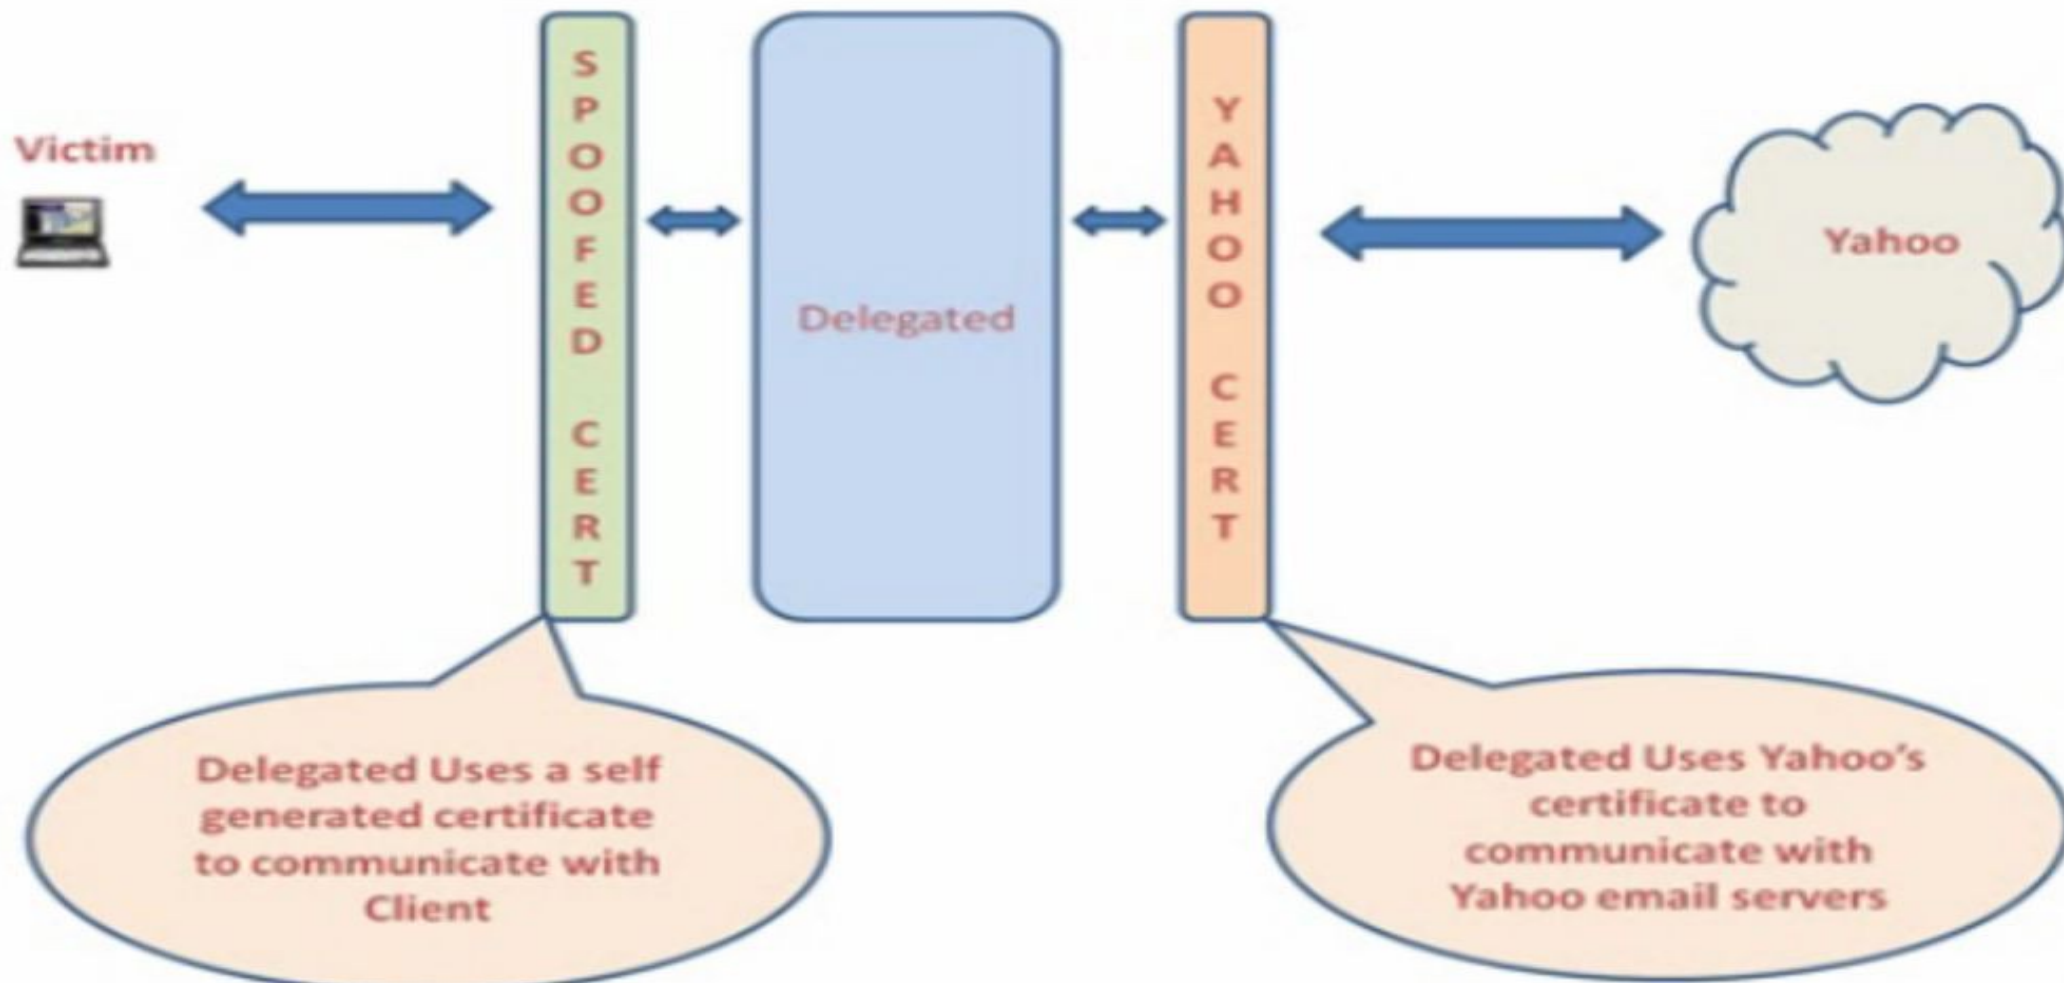 Victim
SPOOFED CERT
Delegated
YAHOO CERT
Yahoo
Delegated Uses a self
generated certificate
to communicate with
Client
Delegated Uses Yahoo's
certificate to
communicate with
Yahoo email servers